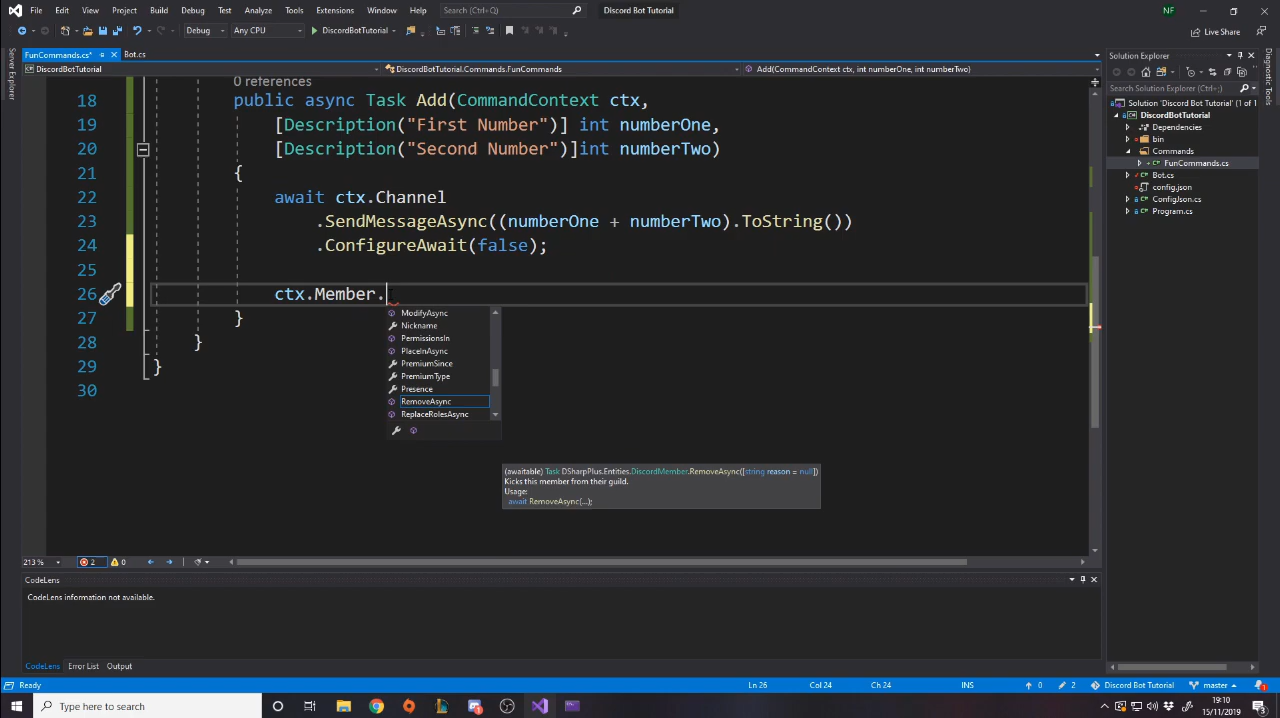 File Edit View Project Build Debug Test Analyze Tools Extensions Window Help Search (Ctrl+Q) Discord Bot Tutorial NF
Debug Any CPU DiscordBotTutorial Live Share
Server Explorer
FunCommands.cs* Bot.cs
DiscordBotTutorial DiscordBotTutorial.Commands.FunCommands Add(CommandContext ctx, int numberOne, int numberTwo)
0 references
18 public async Task Add(CommandContext ctx,
19 [Description("First Number")] int numberOne,
20 [Description("Second Number")]int numberTwo)
21 {
22 await ctx.Channel
23 .SendMessageAsync((numberOne + numberTwo).ToString())
24 .ConfigureAwait(false);
25
26 ctx.Member.
27 }
28 }
29 }
30
ModifyAsync
Nickname
PermissionsIn
PlaceInAsync
PremiumSince
PremiumType
Presence
RemoveAsync
ReplaceRolesAsync
(awaitable) Task DSharpPlus.Entities.DiscordMember.RemoveAsync([string reason = null])
Kicks this member from their guild.
Usage:
await RemoveAsync(...);
213 % 2 0
CodeLens
CodeLens information not available.
CodeLens Error List Output
Solution Explorer
Search Solution Explorer (Ctrl+;)
Solution 'Discord Bot Tutorial' (1 of 1
DiscordBotTutorial
Dependencies
bin
Commands
FunCommands.cs
Bot.cs
config.json
ConfigJson.cs
Program.cs
Diagnostic Tools
Ready Ln 26 Col 24 Ch 24 INS 0 2 Discord Bot Tutorial master 1
Type here to search
19:10
15/11/2019